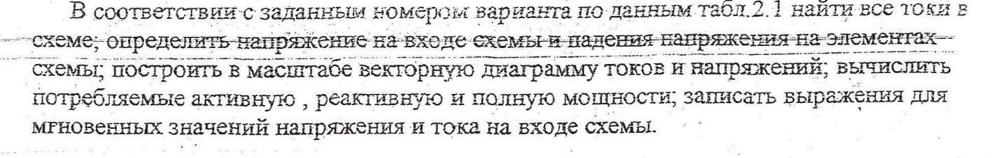 В соответствии с заданным номером варианта по данным табл.2.1 найти все токи в
схеме; определить напряжение на входе схемы и падения напряжения на элементах
схемы; построить в масштабе векторную диаграмму токов и напряжений; вычислить
потребляемые активную , реактивную и полную мощности; записать выражения для
мгновенных значений напряжения и тока на входе схемы.